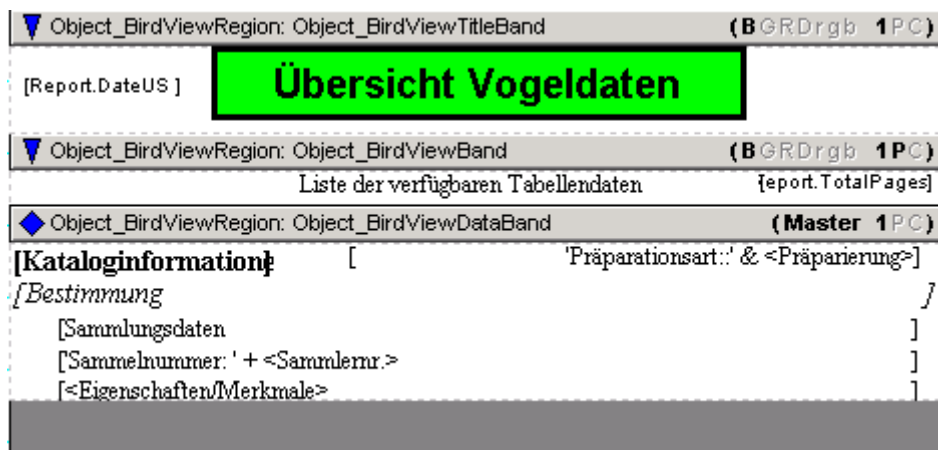 Object_BirdViewRegion: Object_BirdViewTitleBand (BGRDrgb 1PC)
[Report.DateUS ] Übersicht Vogeldaten
Object_BirdViewRegion: Object_BirdViewBand (BGRDrgb 1PC)
Liste der verfügbaren Tabellendaten [eport.TotalPages]
Object_BirdViewRegion: Object_BirdViewDataBand (Master 1PC)
[Kataloginformation] [ 'Präparationsart::' & <Präparierung>]
[Bestimmung ]
[Sammlungsdaten ]
['Sammelnummer: ' + <Sammlernr.> ]
[<Eigenschaften/Merkmale> ]